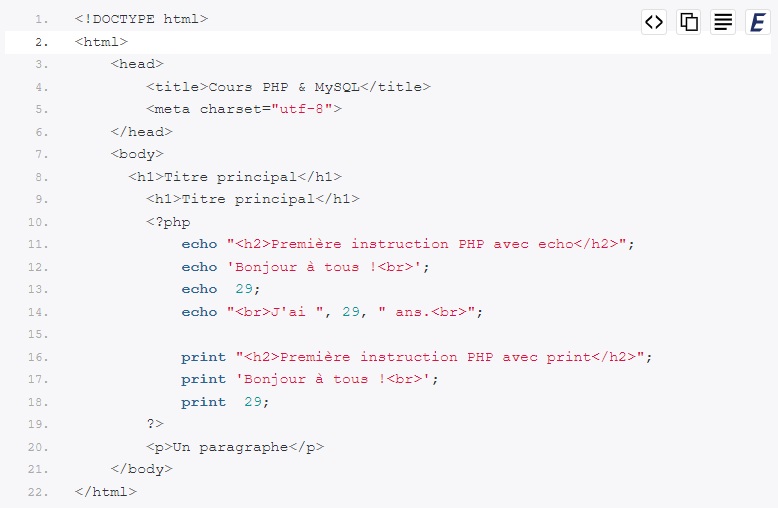 1. <!DOCTYPE html>
2. <html>
3.     <head>
4.         <title>Cours PHP & MySQL</title>
5.         <meta charset="utf-8">
6.     </head>
7.     <body>
8.       <h1>Titre principal</h1>
9.         <h1>Titre principal</h1>
10.         <?php
11.             echo "<h2>Première instruction PHP avec echo</h2>";
12.             echo 'Bonjour à tous !<br>';
13.             echo  29;
14.             echo "<br>J'ai ", 29, " ans.<br>";
15.
16.             print "<h2>Première instruction PHP avec print</h2>";
17.             print 'Bonjour à tous !<br>';
18.             print  29;
19.         ?>
20.         <p>Un paragraphe</p>
21.     </body>
22. </html>